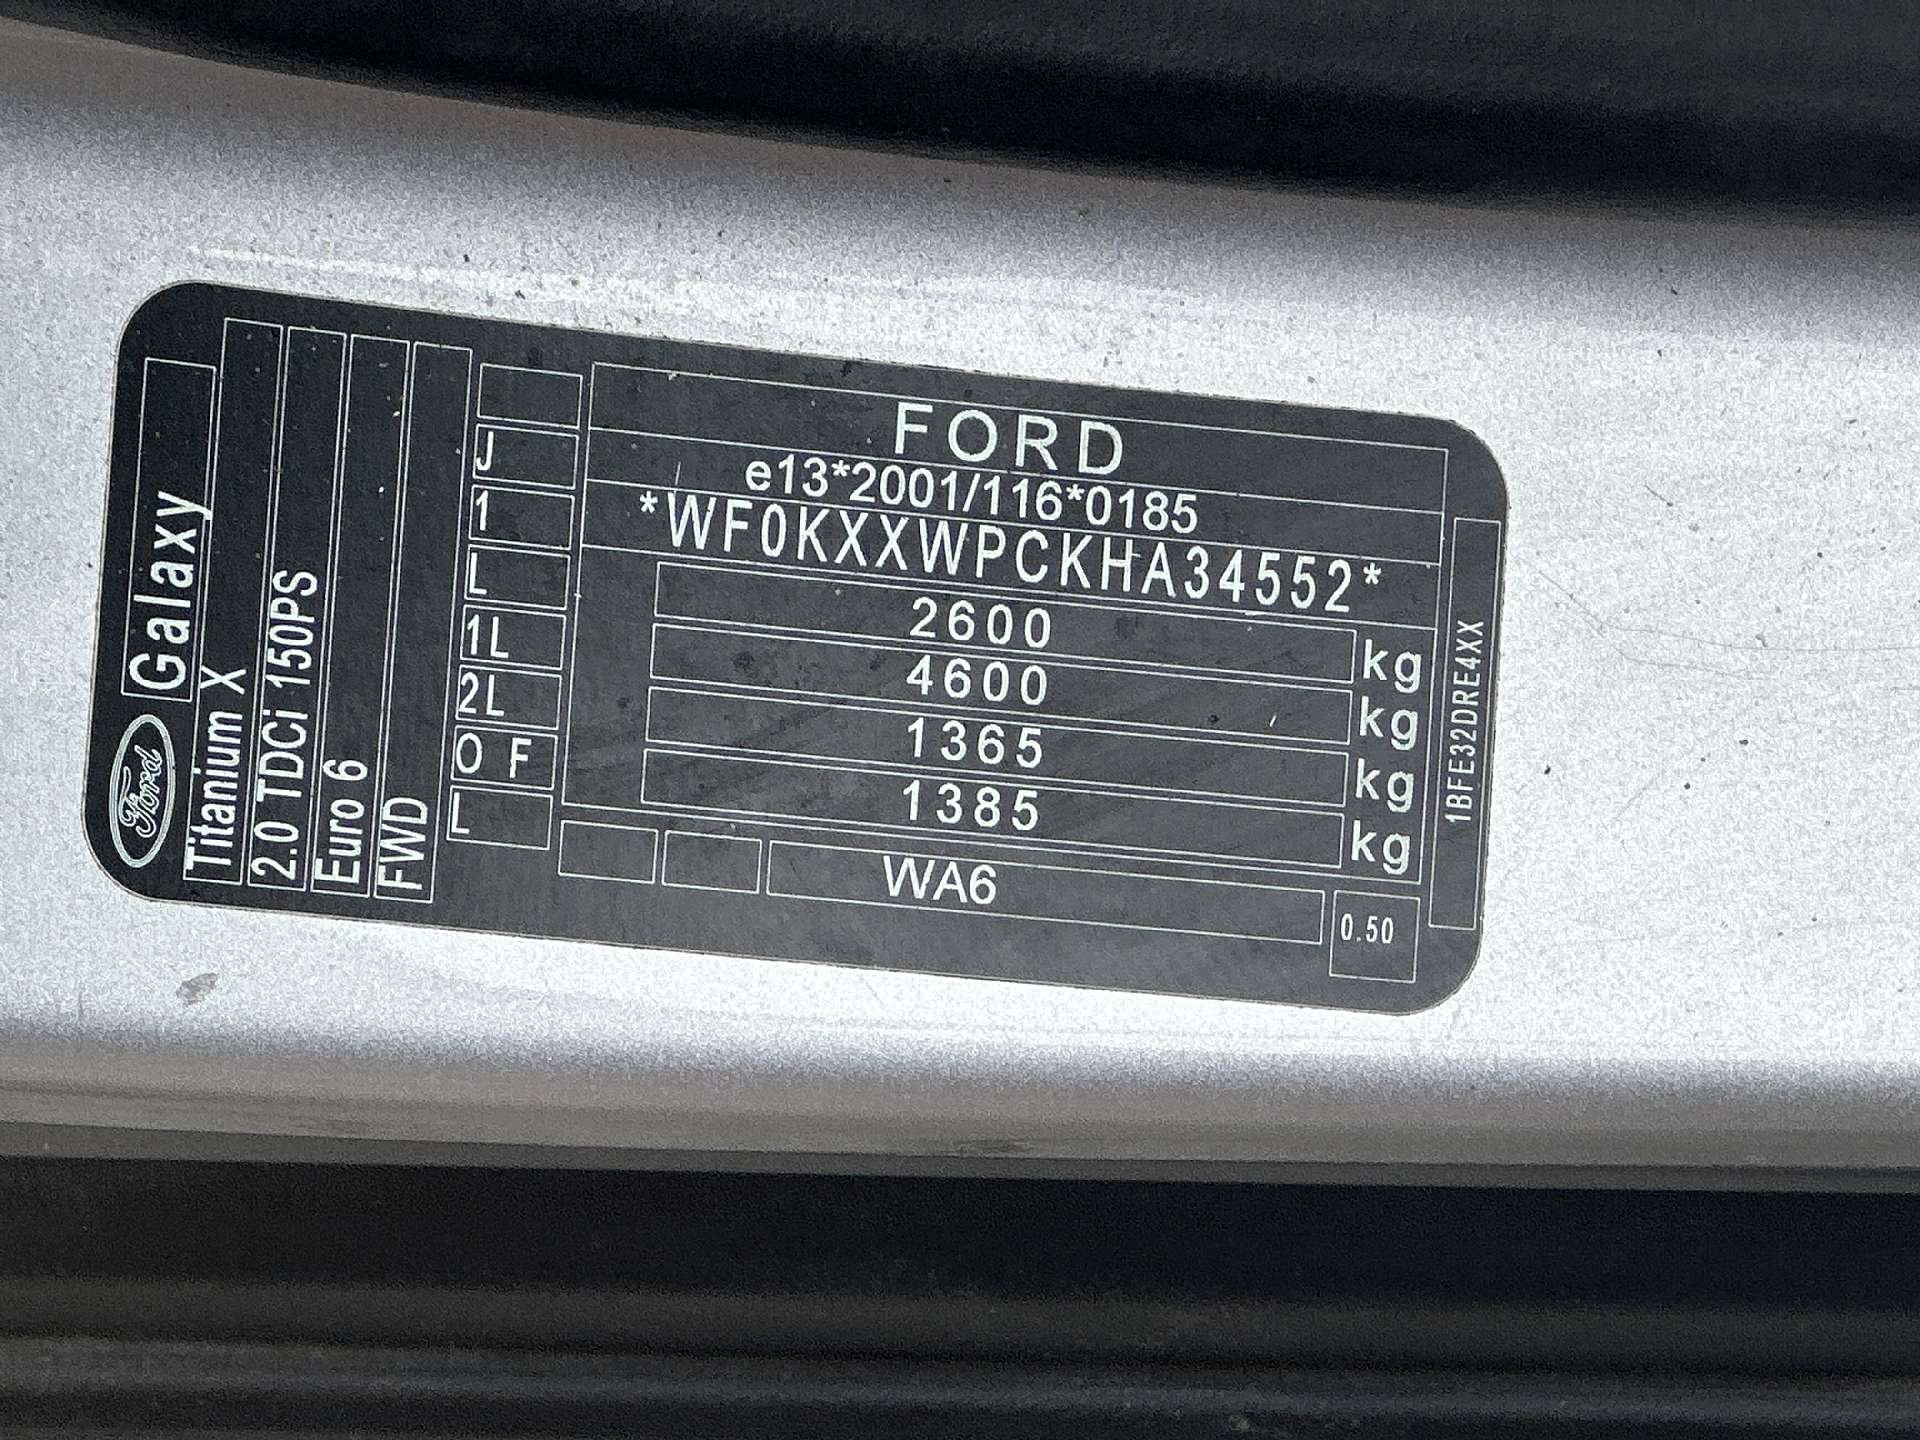 Ford
Galaxy
Titanium X
2.0 TDCi 150PS
Euro 6
FWD
J
1
L
1L
2L
O F
L
FORD
e13*2001/116*0185
*WF0KXXWPCKHA34552*
2600 kg
4600 kg
1365 kg
1385 kg
WA6
0.50
1BFE32DRE4XX